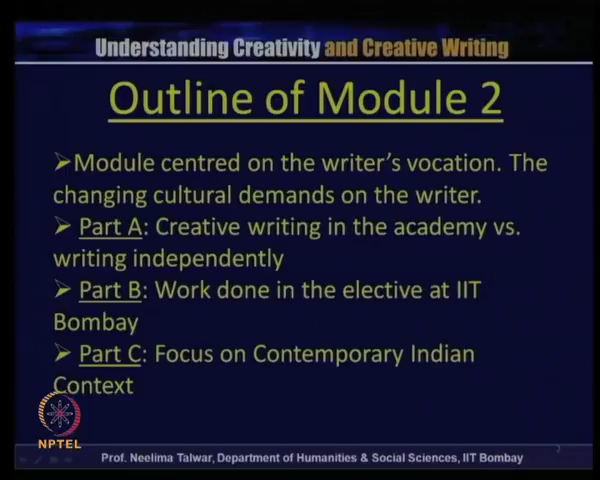 Understanding Creativity and Creative Writing
Outline of Module 2
➢Module centred on the writer's vocation. The
changing cultural demands on the writer.
➢ Part A: Creative writing in the academy vs.
writing independently
➢ Part B: Work done in the elective at IIT
Bombay
➢ Part C: Focus on Contemporary Indian
Context
NPTEL
Prof. Neelima Talwar, Department of Humanities & Social Sciences, IIT Bombay